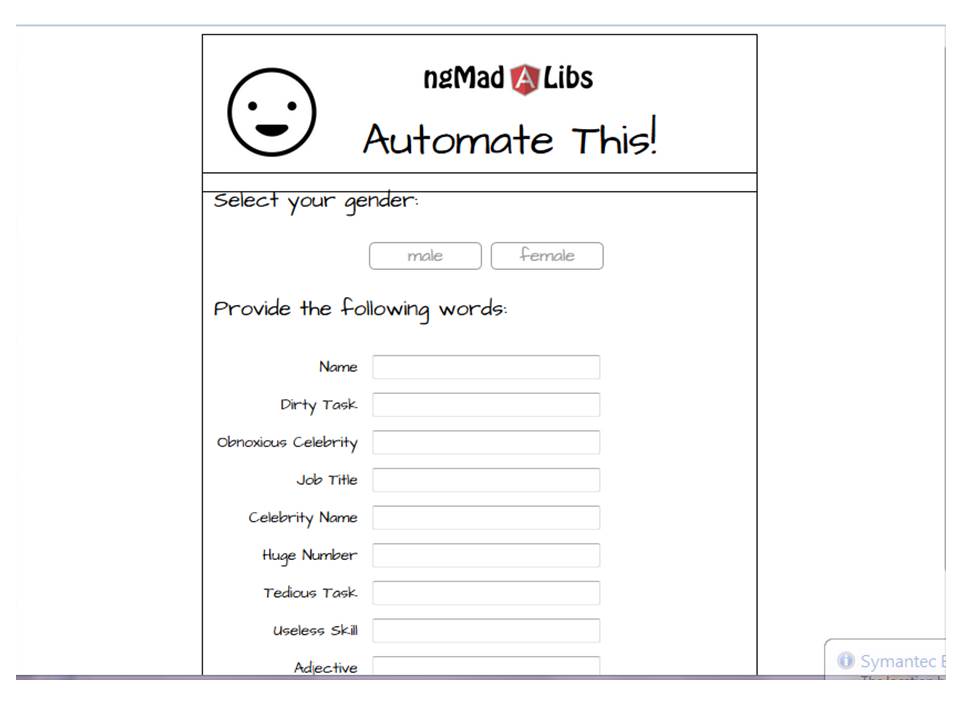 ngMad A Libs
Automate This!
Select your gender:
male female
Provide the following words:
Name
Dirty Task
Obnoxious Celebrity
Job Title
Celebrity Name
Huge Number
Tedious Task
Useless Skill
Adjective
Symantec E